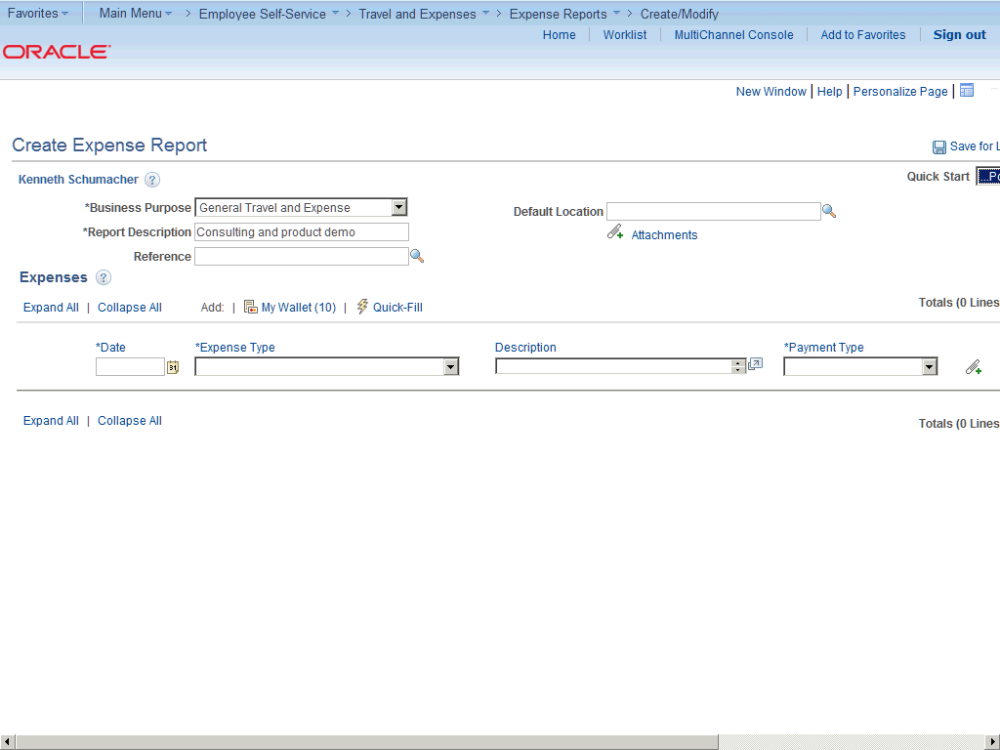 Favorites Main Menu > Employee Self-Service > Travel and Expenses > Expense Reports > Create/Modify
Home Worklist MultiChannel Console Add to Favorites Sign out
ORACLE
New Window | Help | Personalize Page |
Create Expense Report
Save for L
Kenneth Schumacher ?
Quick Start ...Po
*Business Purpose General Travel and Expense
Default Location
*Report Description Consulting and product demo
Attachments
Reference
Expenses ?
Expand All | Collapse All Add: | My Wallet (10) | Quick-Fill
Totals (0 Lines
*Date *Expense Type Description *Payment Type
31
Expand All | Collapse All
Totals (0 Lines